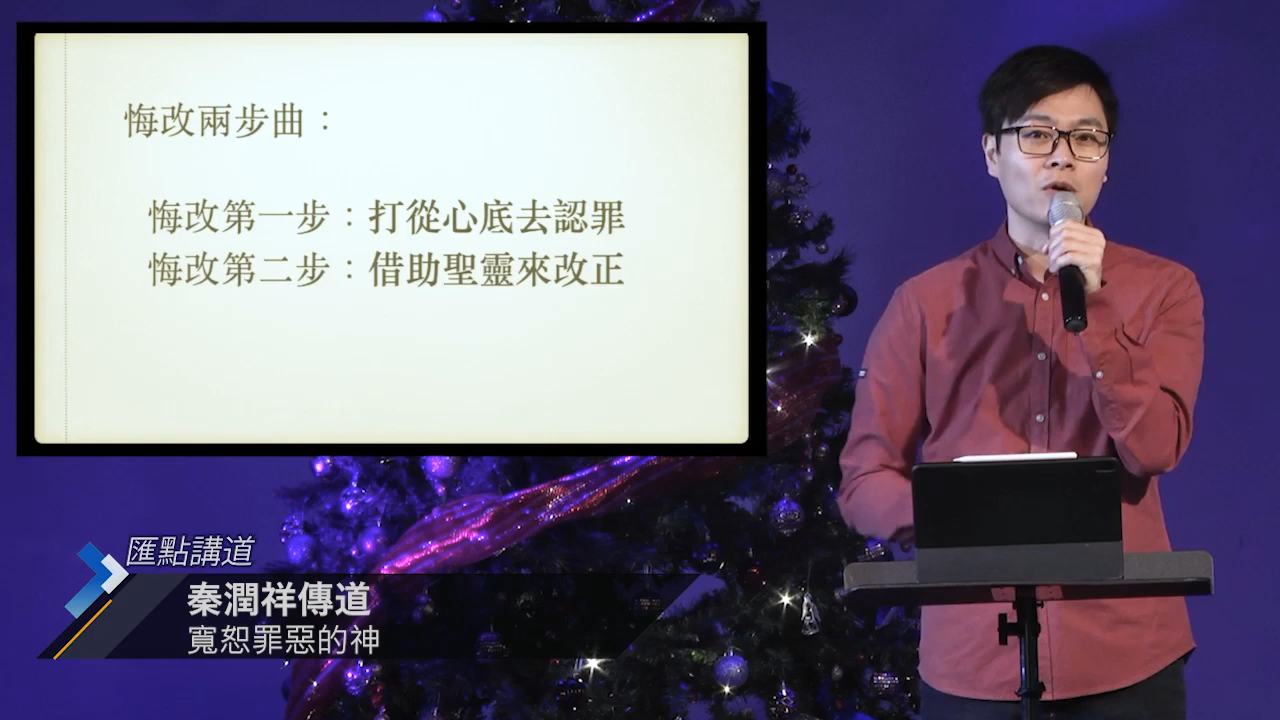 悔改兩步曲：
悔改第一步：打從心底去認罪
悔改第二步：借助聖靈來改正
匯點講道
秦潤祥傳道
寬恕罪惡的神